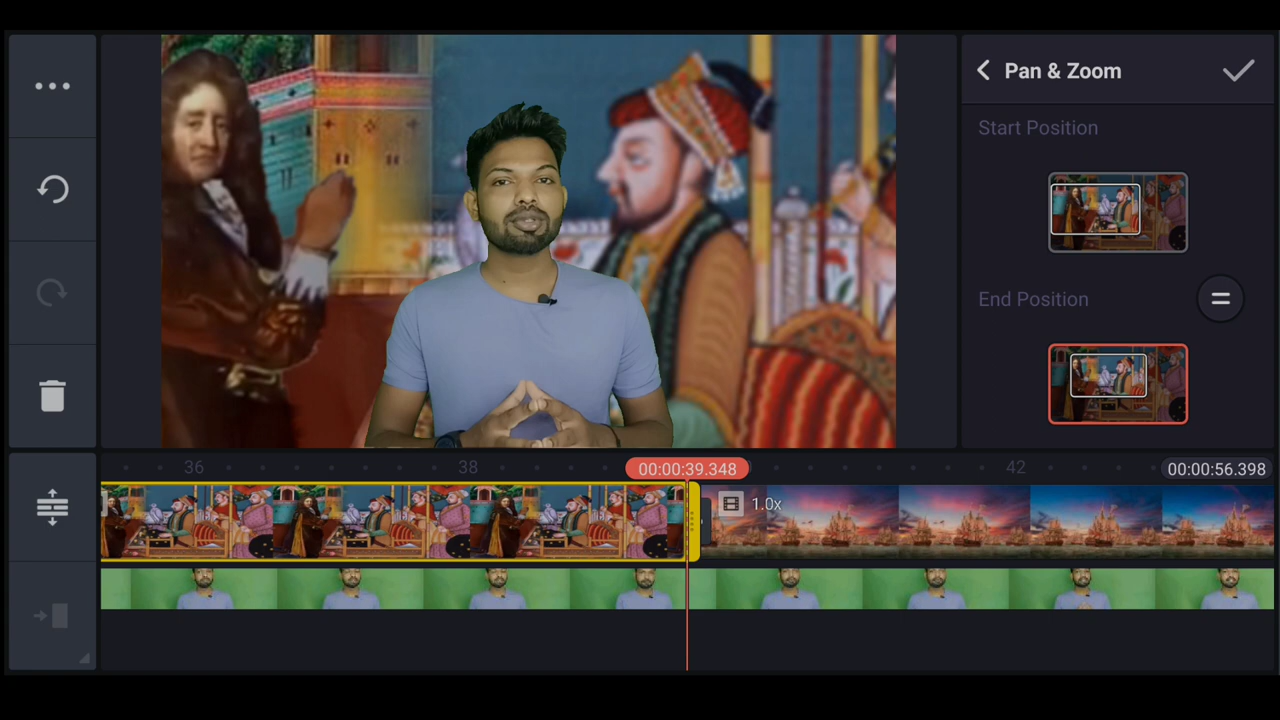 Pan & Zoom
Start Position
End Position
36
38
00:00:39.348
42
00:00:56.398
1.0x